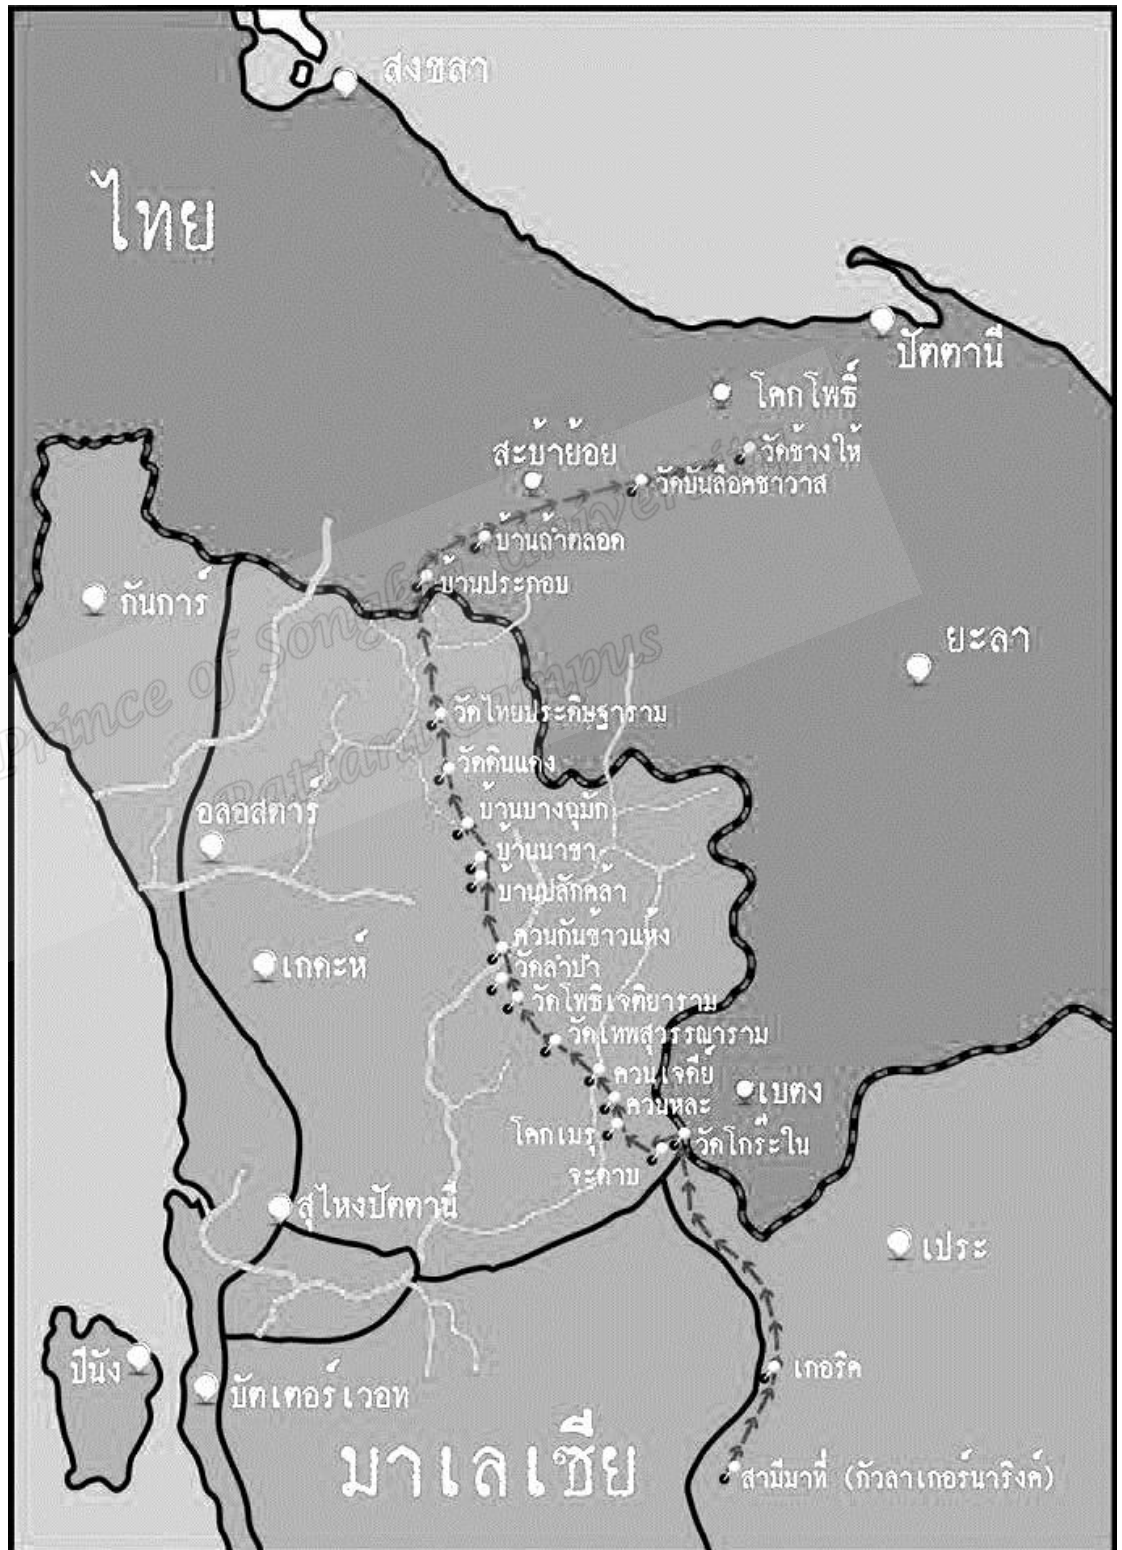 สงขลา
ไทย
ปัตตานี
โคกโพธิ์
สะบ้าย้อย
วัดช้างให้
วัดบันลือคชาวาส
บ้านถ้ำตลอด
บ้านประกอบ
กันการ์
ยะลา
วัดไทยประดิษฐาราม
วัดดินแดง
บ้านบางฉมัก
อลอสตาร์
บ้านนาชา
บ้านปลักคล้า
ควนกันข้าวแห้ง
เกดะห์
วัดลำปำ
วัดโพธิเจติยาราม
วัดเทพสุวรรณาราม
ควนเจดีย์
เบตง
ควนหละ
โคกเมรุ
วัดโกร๊ะใน
จะดาบ
สุไหงปัตตานี
เประ
ปีนัง
เกอริค
บัตเตอร์เวอท
มาเลเซีย
สามีมาที่ (กัวลาเกอร์นาริงค์)
Prince of Songkla University
Pattani Campus